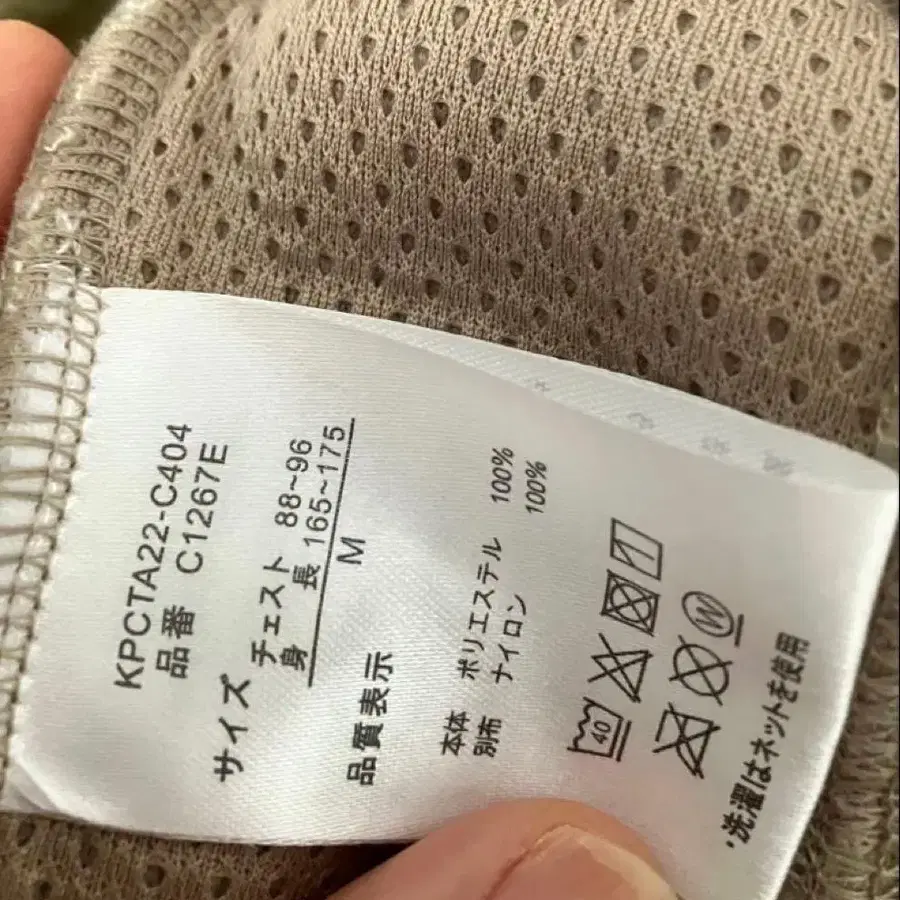 KPCTA22-C404
品番 C1267E
サイズ
チェスト 88~96
身長 165~175
M
品質表示
本体 ポリエステル 100%
別布 ナイロン 100%
40
W
・洗濯はネットを使用